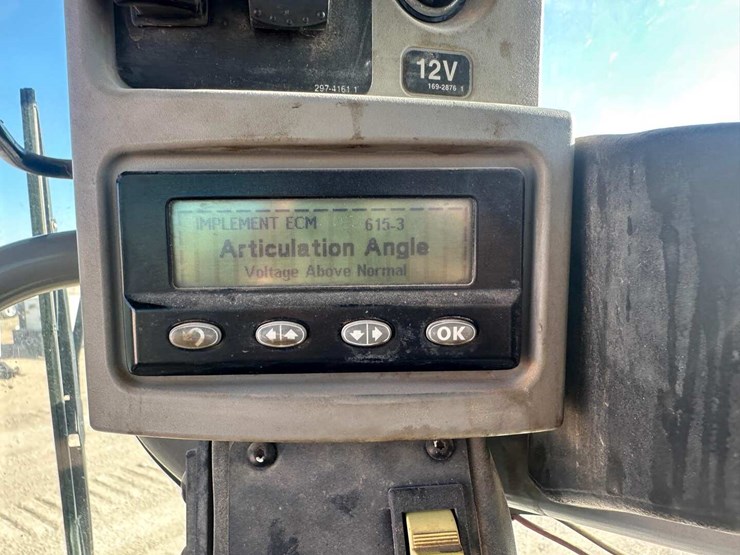 297-4161 1
12V
169-2876 1
IMPLEMENT ECM 615-3
Articulation Angle
Voltage Above Normal
OK